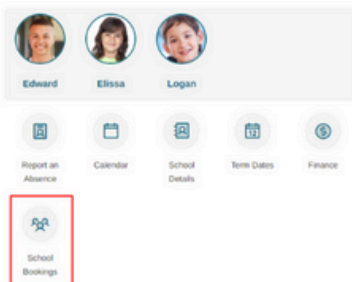 Edward Elissa Logan
Report an Absence
Calendar
School Details
Term Dates
Finance
School Bookings